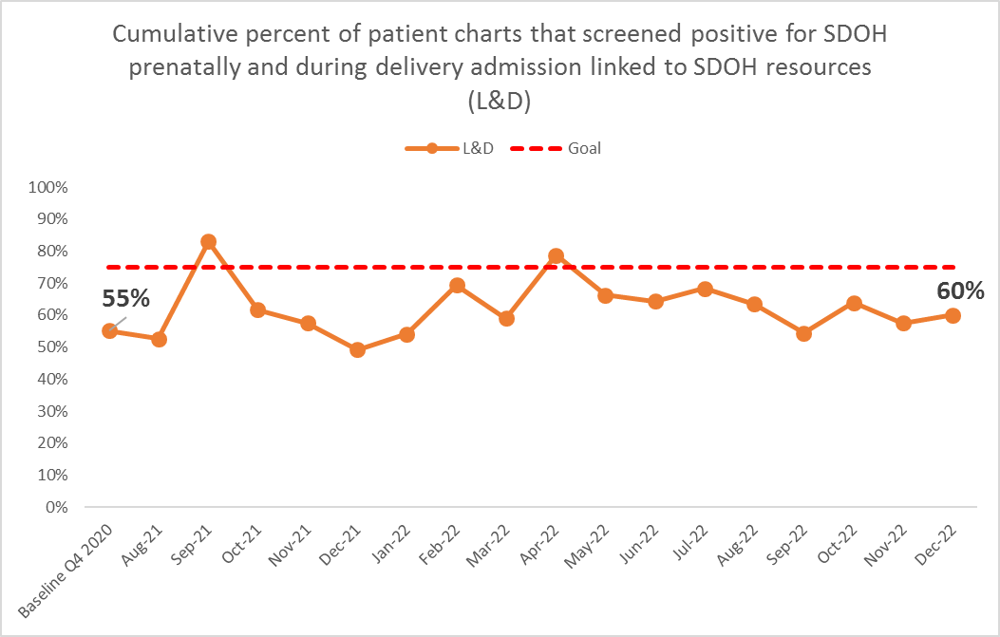 Cumulative percent of patient charts that screened positive for SDOH
prenatally and during delivery admission linked to SDOH resources
(L&D)
L&D
Goal
100%
90%
80%
70%
60%
50%
40%
30%
20%
10%
0%
55%
60%
Baseline Q4 2020
Aug-21
Sep-21
Oct-21
Nov-21
Dec-21
Jan-22
Feb-22
Mar-22
Apr-22
May-22
Jun-22
Jul-22
Aug-22
Sep-22
Oct-22
Nov-22
Dec-22